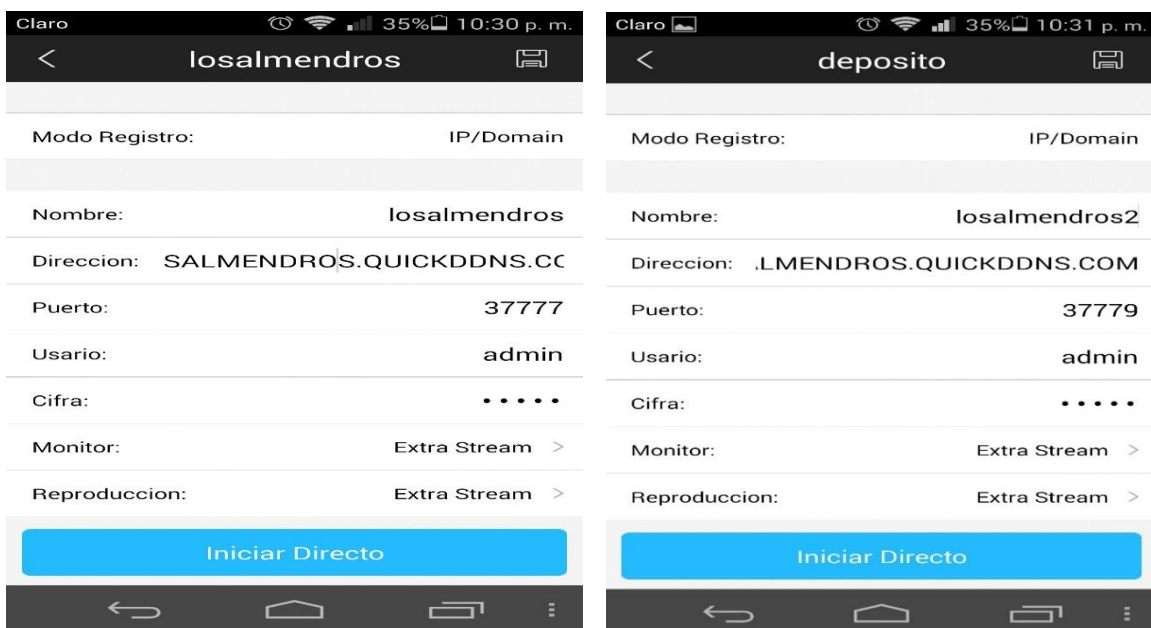 Claro 35% 10:30 p. m.
losalmendros
Modo Registro: IP/Domain
Nombre: losalmendros
Direccion: SALMENDROS.QUICKDDNS.CO
Puerto: 37777
Usario: admin
Cifra: •••••
Monitor: Extra Stream >
Reproduccion: Extra Stream >
Iniciar Directo
Claro 35% 10:31 p. m.
deposito
Modo Registro: IP/Domain
Nombre: losalmendros2
Direccion: .LMENDROS.QUICKDDNS.COM
Puerto: 37779
Usario: admin
Cifra: •••••
Monitor: Extra Stream >
Reproduccion: Extra Stream >
Iniciar Directo